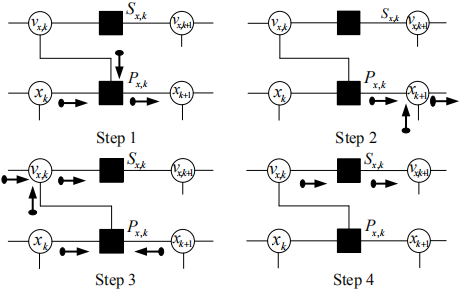 v_{x,k} S_{x,k} v_{x,k+1}
x_k P_{x,k} x_{k+1}
Step 1
v_{x,k} S_{x,k} v_{x,k+1}
x_k P_{x,k} x_{k+1}
Step 2
v_{x,k} S_{x,k} v_{x,k+1}
x_k P_{x,k} x_{k+1}
Step 3
v_{x,k} S_{x,k} v_{x,k+1}
x_k P_{x,k} x_{k+1}
Step 4